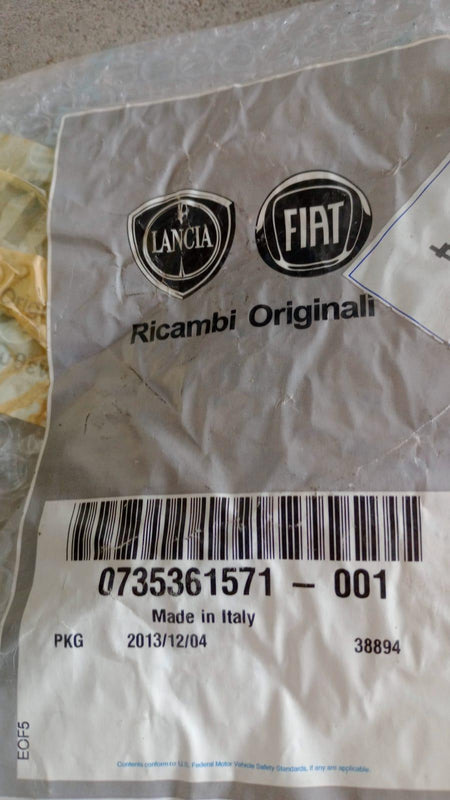 LANCIA
FIAT
Ricambi Originali
0735361571 - 001
Made in Italy
PKG 2013/12/04 38894
EOF5
Contents conform to U.S. Federal Motor Vehicle Safety Standards, if any are applicable.